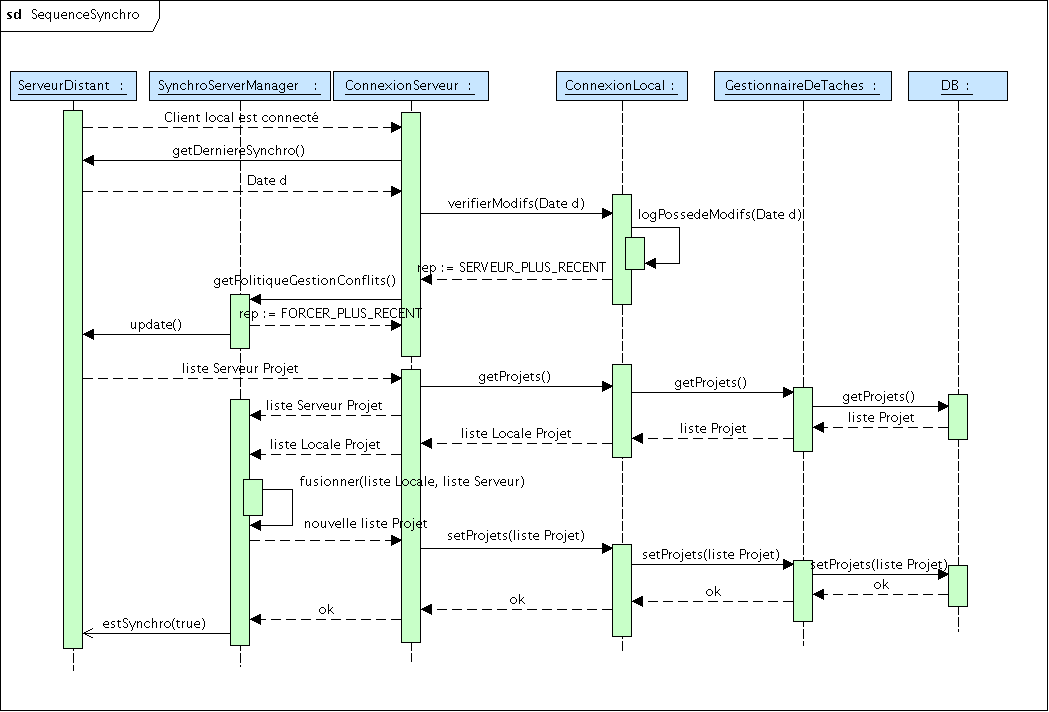 sd SequenceSynchro
ServeurDistant :
SynchroServerManager :
ConnexionServeur :
ConnexionLocal :
GestionnaireDeTaches :
DB :
Client local est connecté
getDerniereSynchro()
Date d
verifierModifs(Date d)
logPossedeModifs(Date d)
rep := SERVEUR_PLUS_RECENT
getPolitiqueGestionConflits()
rep := FORCER_PLUS_RECENT
update()
liste Serveur Projet
getProjets()
getProjets()
getProjets()
liste Serveur Projet
liste Projet
liste Projet
liste Locale Projet
liste Locale Projet
fusionner(liste Locale, liste Serveur)
nouvelle liste Projet
setProjets(liste Projet)
setProjets(liste Projet)
setProjets(liste Projet)
ok
ok
ok
ok
estSynchro(true)